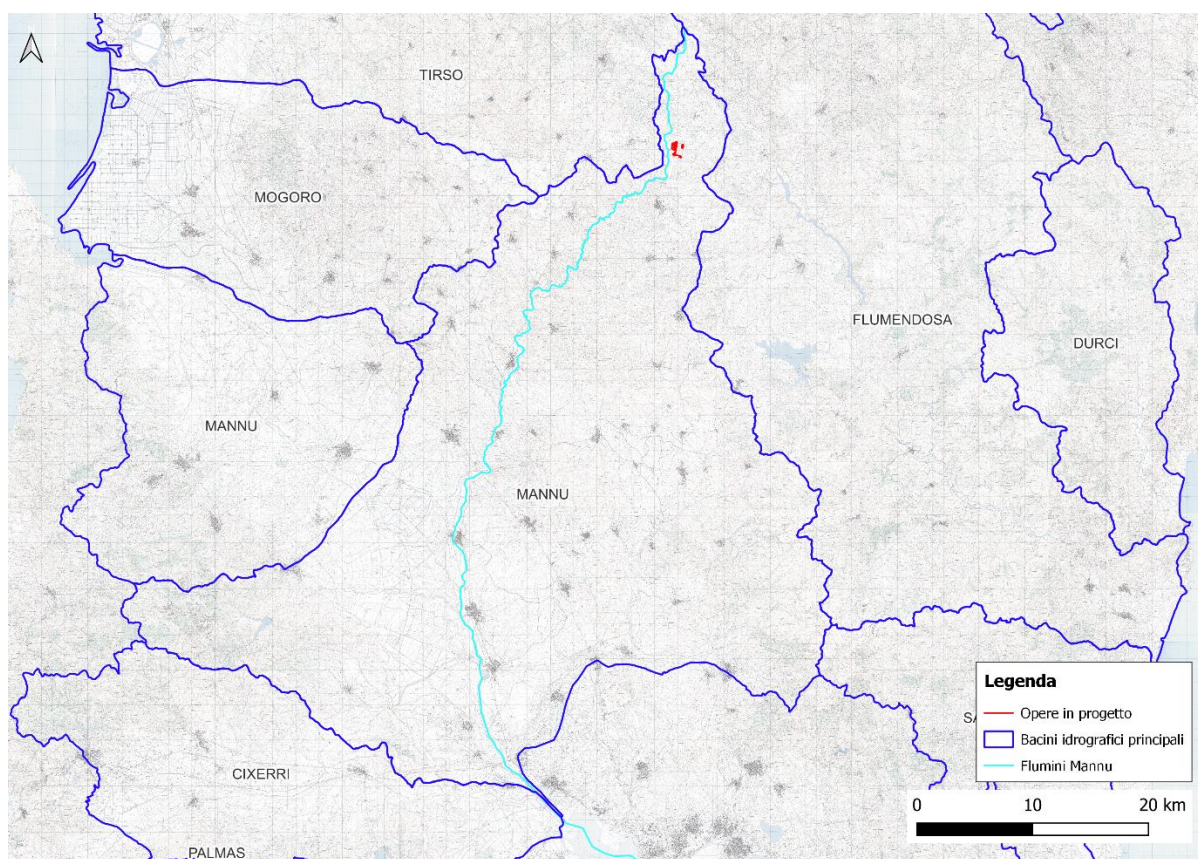 TIRSO
MOGORO
FLUMENDOSA
DURCI
MANNU
MANNU
CIXERRI
PALMAS
SA
Legenda
Opere in progetto
Bacini idrografici principali
Flumini Mannu
0 10 20 km